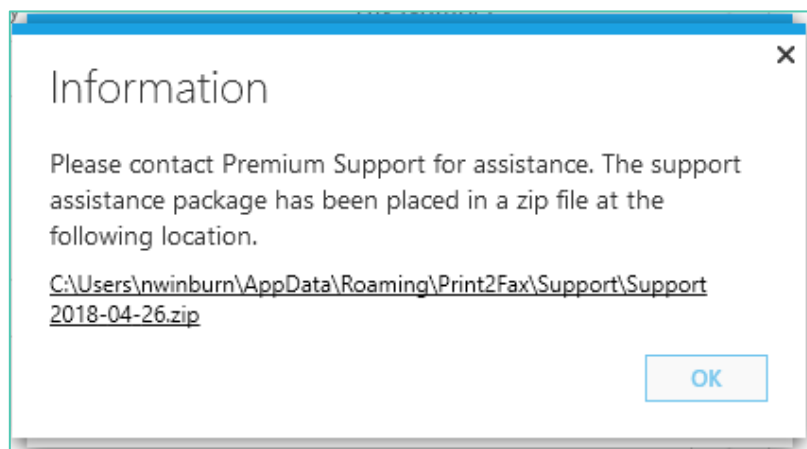 Information
Please contact Premium Support for assistance. The support
assistance package has been placed in a zip file at the
following location.
C:\Users\nwinburn\AppData\Roaming\Print2Fax\Support\Support
2018-04-26.zip
OK